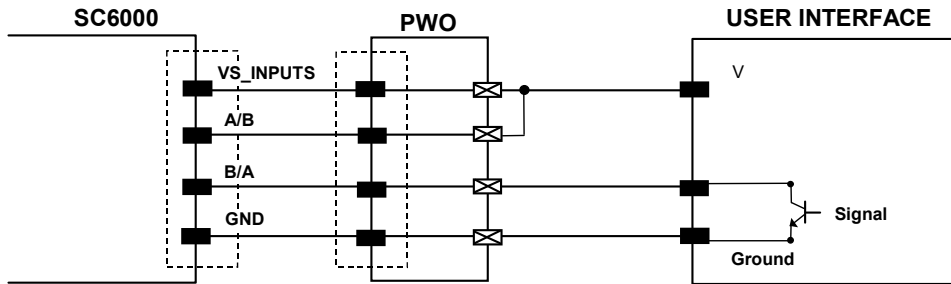 SC6000
PWO
USER INTERFACE
VS_INPUTS
V
A/B
B/A
Signal
GND
Ground